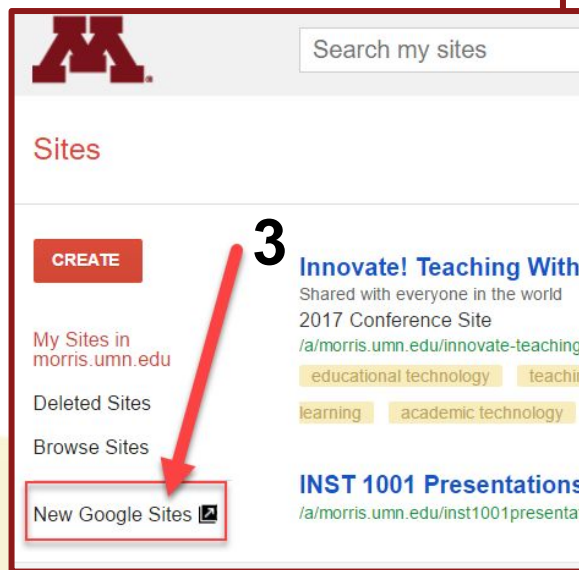 M
Search my sites
Sites
3
CREATE
Innovate! Teaching With
Shared with everyone in the world
2017 Conference Site
/a/morris.umn.edu/innovate-teaching
educational technology teachin
learning academic technology
My Sites in
morris.umn.edu
Deleted Sites
Browse Sites
New Google Sites
INST 1001 Presentations
/a/morris.umn.edu/inst1001presenta